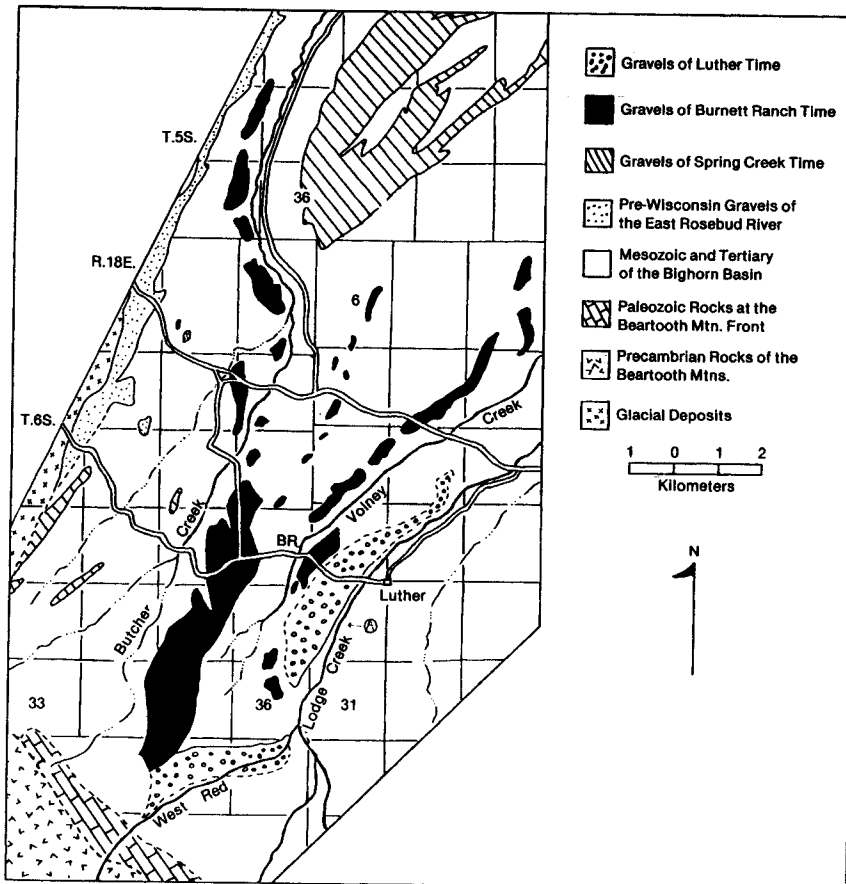 T.5S.
36
R.18E.
6
T.6S.
Creek
Creek
Volney
BR
Luther
A
Butcher
Lodge Creek
33
36
31
West Red
Gravels of Luther Time
Gravels of Burnett Ranch Time
Gravels of Spring Creek Time
Pre-Wisconsin Gravels of
the East Rosebud River
Mesozoic and Tertiary
of the Bighorn Basin
Paleozoic Rocks at the
Beartooth Mtn. Front
Precambrian Rocks of the
Beartooth Mtns.
Glacial Deposits
1 0 1 2
Kilometers
N